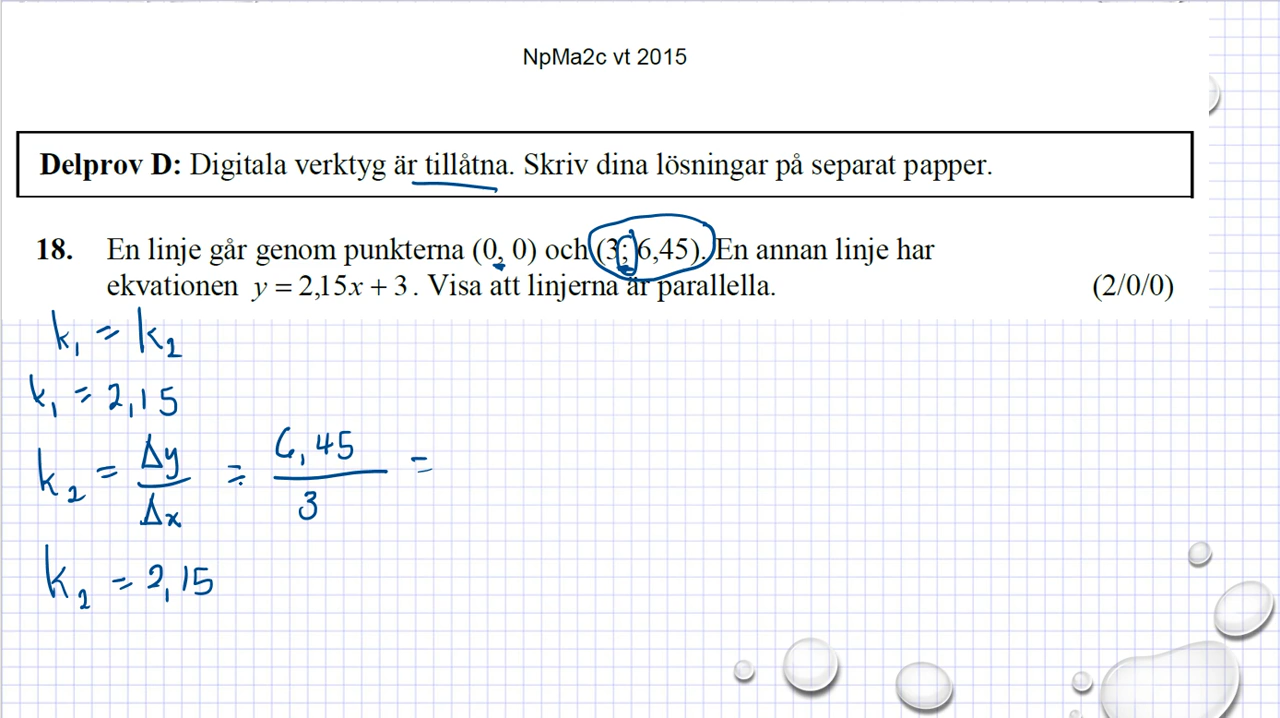 NpMa2c vt 2015
Delprov D: Digitala verktyg är tillåtna. Skriv dina lösningar på separat papper.
18. En linje går genom punkterna (0, 0) och (3; 6,45). En annan linje har
ekvationen y = 2,15x + 3. Visa att linjerna är parallella. (2/0/0)
k₁ = k₂
k₁ = 2,15
k₂ = Δy/Δx = 6,45/3 =
k₂ = 2,15